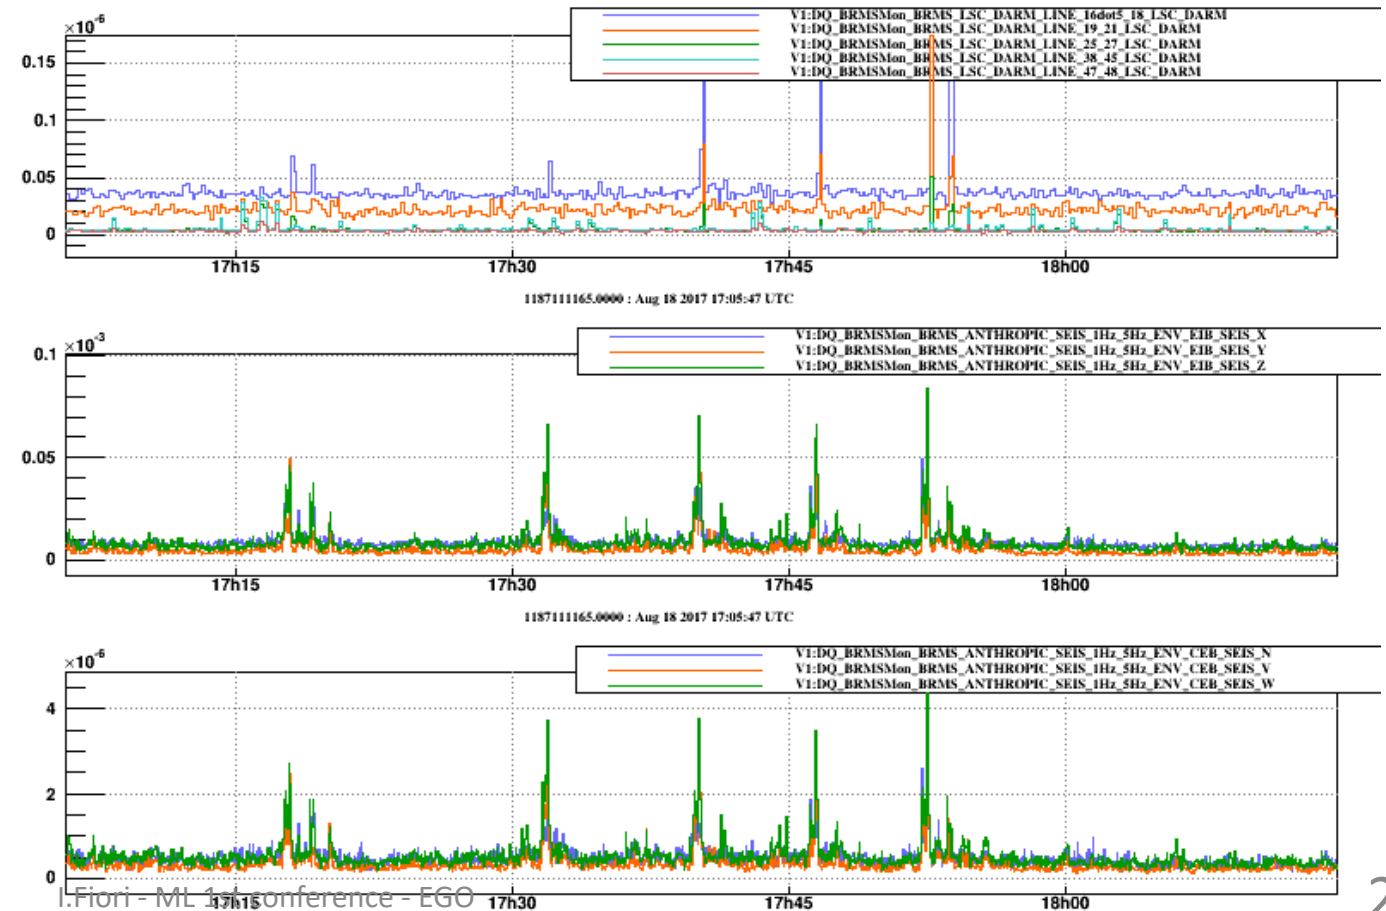 ×10-6
V1:DQ_BRMSMon_BRMS_LSC_DARM_LINE_16dot5_18_LSC_DARM
V1:DQ_BRMSMon_BRMS_LSC_DARM_LINE_19_21_LSC_DARM
V1:DQ_BRMSMon_BRMS_LSC_DARM_LINE_25_27_LSC_DARM
V1:DQ_BRMSMon_BRMS_LSC_DARM_LINE_38_45_LSC_DARM
V1:DQ_BRMSMon_BRMS_LSC_DARM_LINE_47_48_LSC_DARM
0.15
0.1
0.05
0
17h15 17h30 17h45 18h00
1187111165.0000 : Aug 18 2017 17:05:47 UTC
×10-3
V1:DQ_BRMSMon_BRMS_ANTHROPIC_SEIS_1Hz_5Hz_ENV_EIB_SEIS_X
V1:DQ_BRMSMon_BRMS_ANTHROPIC_SEIS_1Hz_5Hz_ENV_EIB_SEIS_Y
V1:DQ_BRMSMon_BRMS_ANTHROPIC_SEIS_1Hz_5Hz_ENV_EIB_SEIS_Z
0.1
0.05
0
17h15 17h30 17h45 18h00
1187111165.0000 : Aug 18 2017 17:05:47 UTC
×10-6
V1:DQ_BRMSMon_BRMS_ANTHROPIC_SEIS_1Hz_5Hz_ENV_CEB_SEIS_N
V1:DQ_BRMSMon_BRMS_ANTHROPIC_SEIS_1Hz_5Hz_ENV_CEB_SEIS_V
V1:DQ_BRMSMon_BRMS_ANTHROPIC_SEIS_1Hz_5Hz_ENV_CEB_SEIS_W
4
2
0
I.Fiori - ML 1st conference - EGO
2
17h15 17h30 17h45 18h00